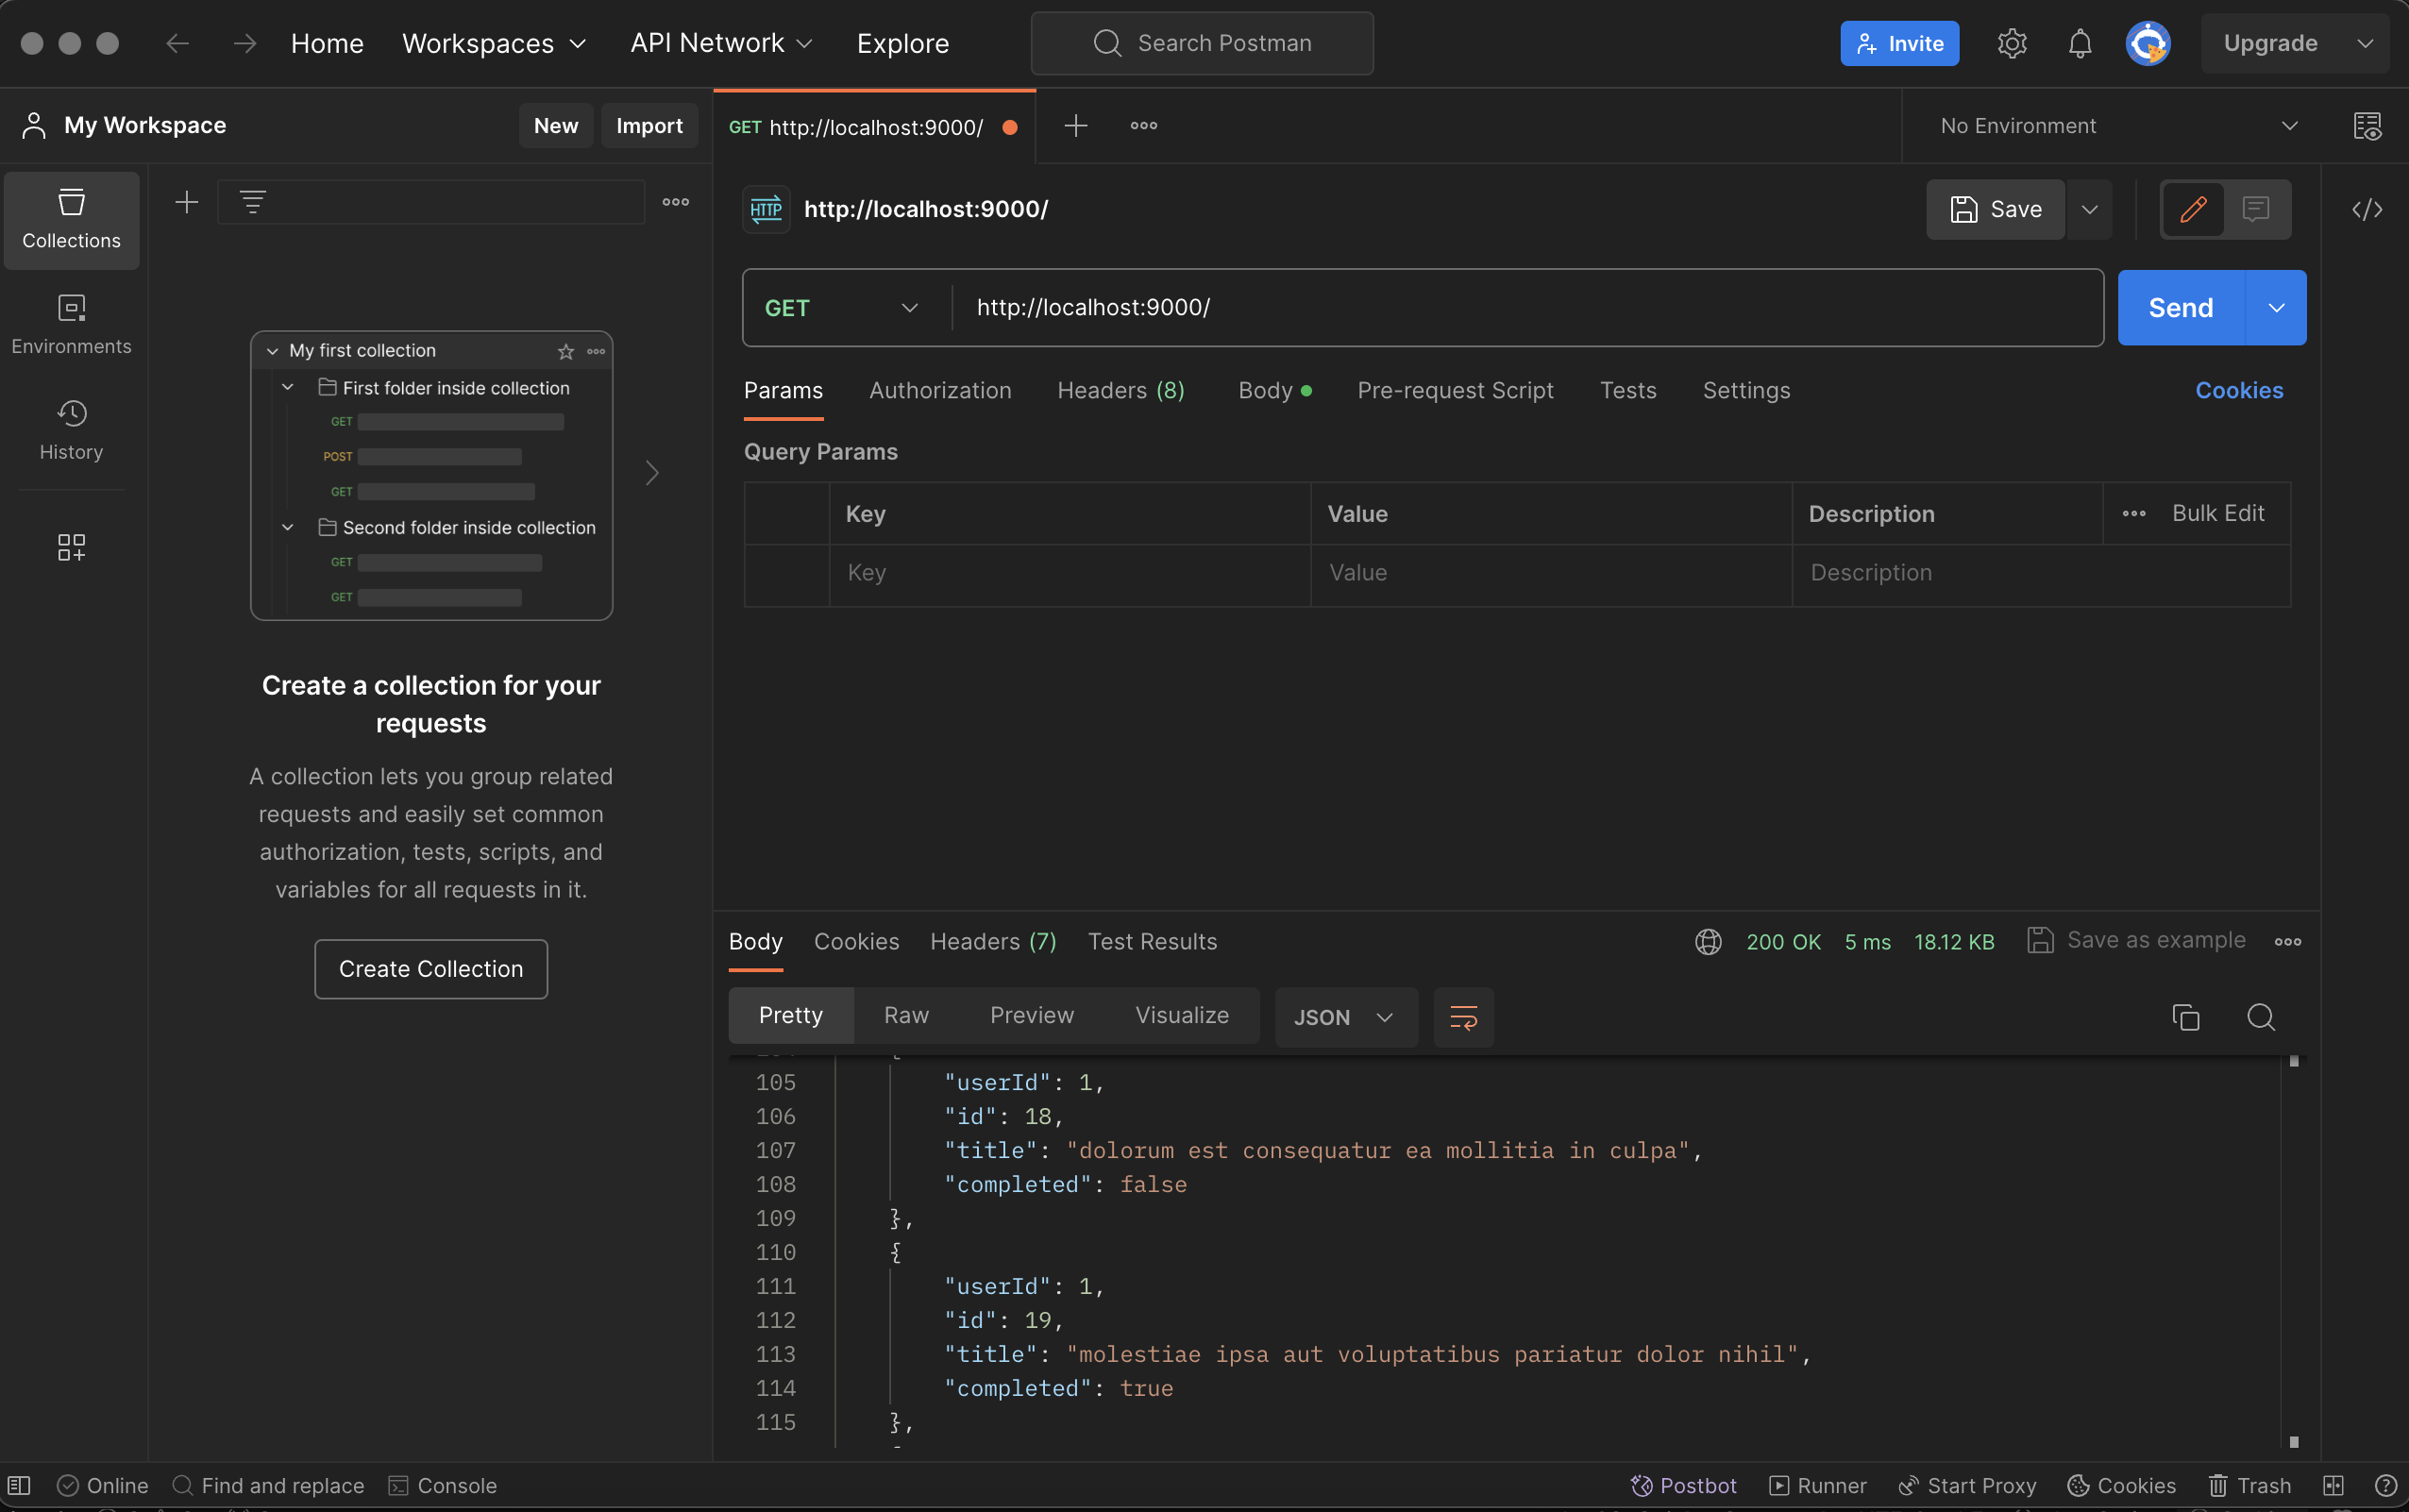 Home Workspaces API Network Explore Search Postman Invite Upgrade
My Workspace New Import GET http://localhost:9000/ No Environment
Collections
Environments
History
My first collection
First folder inside collection
GET
POST
GET
Second folder inside collection
GET
GET
Create a collection for your
requests
A collection lets you group related
requests and easily set common
authorization, tests, scripts, and
variables for all requests in it.
Create Collection
HTTP http://localhost:9000/ Save
GET http://localhost:9000/ Send
Params Authorization Headers (8) Body Pre-request Script Tests Settings Cookies
Query Params
Key Value Description Bulk Edit
Key Value Description
Body Cookies Headers (7) Test Results 200 OK 5 ms 18.12 KB Save as example
Pretty Raw Preview Visualize JSON
105 "userId": 1,
106 "id": 18,
107 "title": "dolorum est consequatur ea mollitia in culpa",
108 "completed": false
109 },
110 {
111 "userId": 1,
112 "id": 19,
113 "title": "molestiae ipsa aut voluptatibus pariatur dolor nihil",
114 "completed": true
115 },
Online Find and replace Console Postbot Runner Start Proxy Cookies Trash